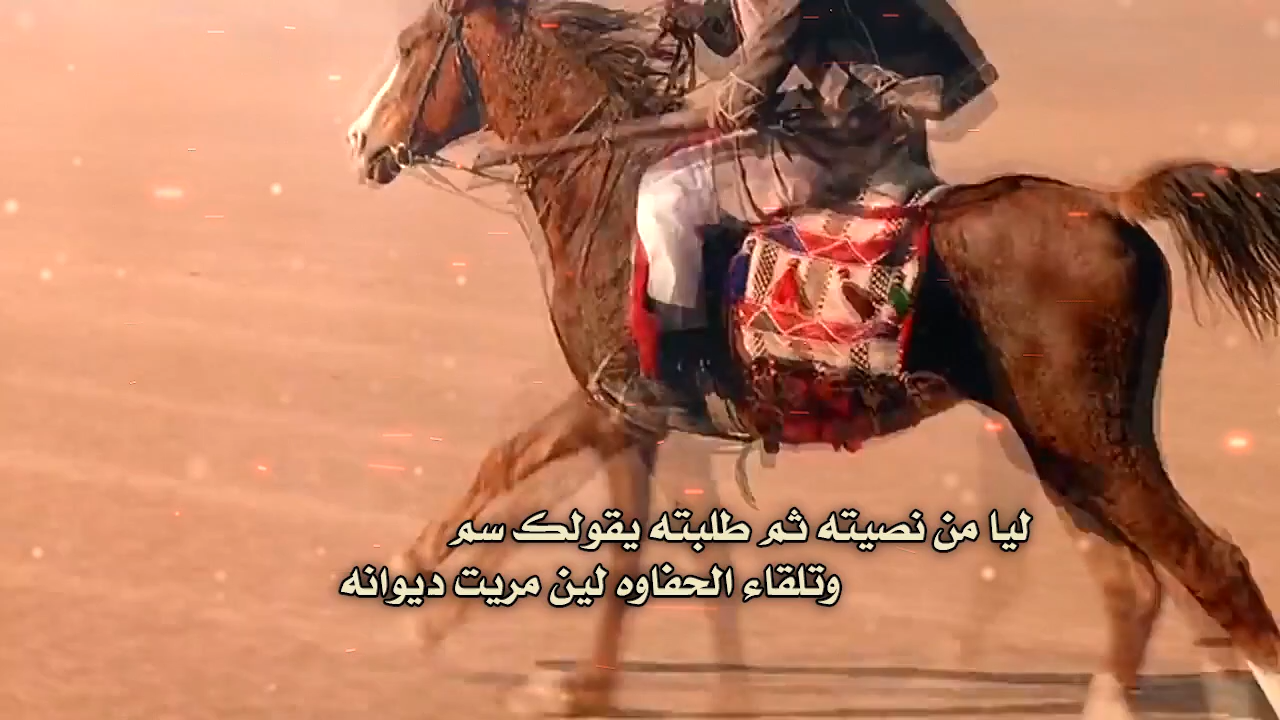 ليا من نصيته ثم طلبته يقولك سم
وتلقاء الحفاوه لين مريت ديوانه